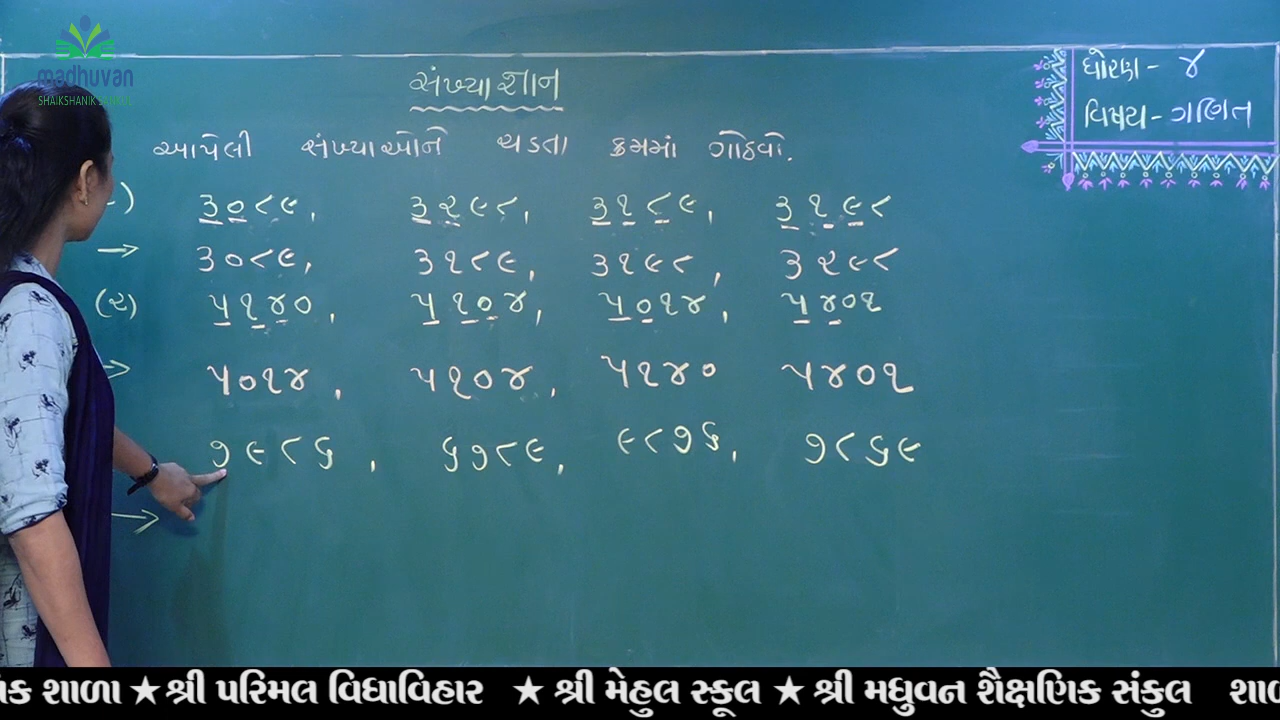 madhuvan
SHAIKSHANIK SANKUL
ધોરણ - ૪
વિષય - ગણિત
સંખ્યાજ્ઞાન
આપેલી સંખ્યાઓને ચડતા ક્રમમાં ગોઠવો.
૩૦૮૯, ૩૨૯૮, ૩૧૮૯, ૩૧૯૮
→ ૩૦૮૯, ૩૧૮૯, ૩૧૯૮, ૩૨૯૮
(૨) ૫૧૪૦, ૫૧૦૪, ૫૦૧૪, ૫૪૦૧
→ ૫૦૧૪, ૫૧૦૪, ૫૧૪૦ ૫૪૦૧
૭૯૮૬, ૬૭૮૯, ૯૮૭૬, ૭૮૬૯
→
શાળા ★ શ્રી પરિમલ વિધાવિહાર ★ શ્રી મેહુલ સ્કૂલ ★ શ્રી મધુવન શૈક્ષણિક સંકુલ